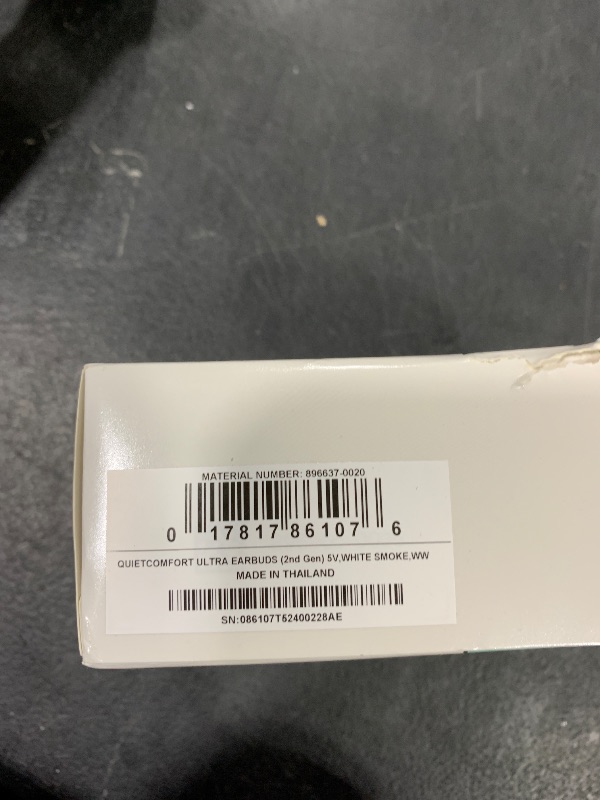 MATERIAL NUMBER: 896637-0020
0 17817 86107 6
QUIETCOMFORT ULTRA EARBUDS (2nd Gen) 5V,WHITE SMOKE,WW
MADE IN THAILAND
SN:086107T52400228AE